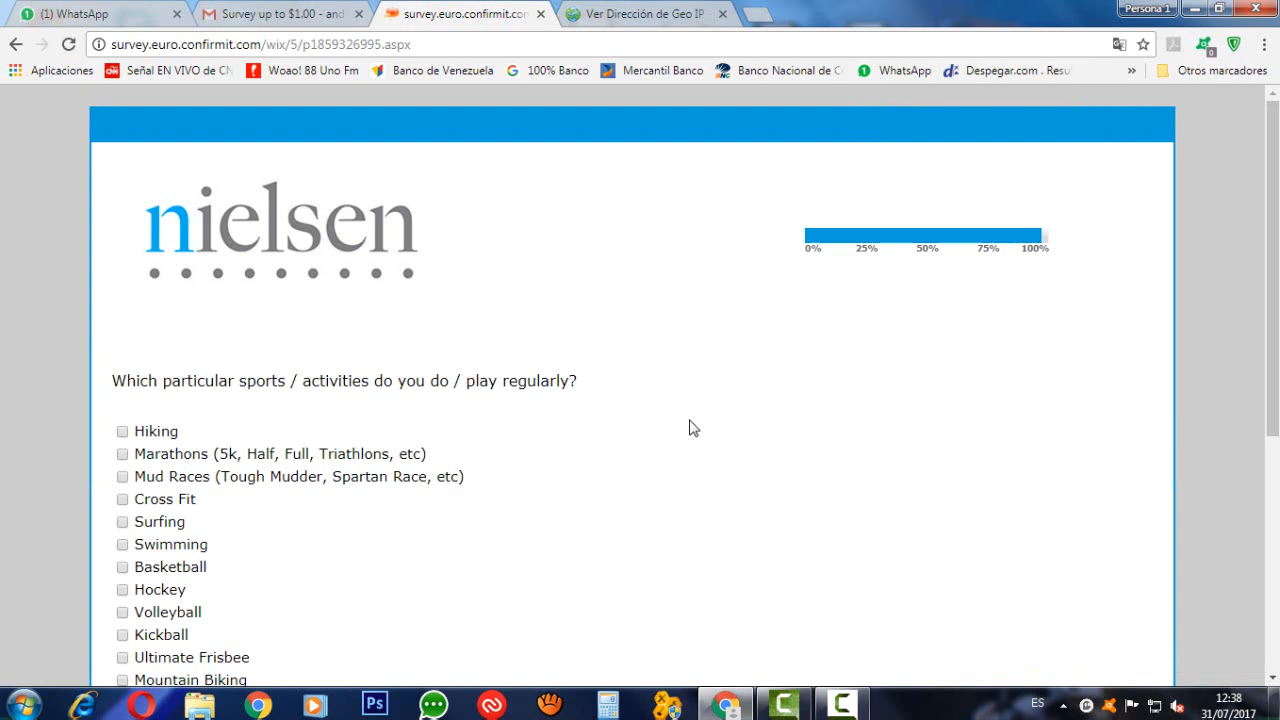 (1) WhatsApp
Survey up to $1.00 - and
survey.euro.confirmit.con
Ver Dirección de Geo IP
Persona 1
survey.euro.confirmit.com/wix/5/p1859326995.aspx
Aplicaciones
CNN
Señal EN VIVO de CN
Woao! 88 Uno Fm
Banco de Venezuela
100% Banco
Mercantil Banco
Banco Nacional de C
WhatsApp
Despegar.com . Resu
»
Otros marcadores
nielsen
0% 25% 50% 75% 100%
Which particular sports / activities do you do / play regularly?
Hiking
Marathons (5k, Half, Full, Triathlons, etc)
Mud Races (Tough Mudder, Spartan Race, etc)
Cross Fit
Surfing
Swimming
Basketball
Hockey
Volleyball
Kickball
Ultimate Frisbee
Mountain Biking
Ps
ES
12:38
31/07/2017